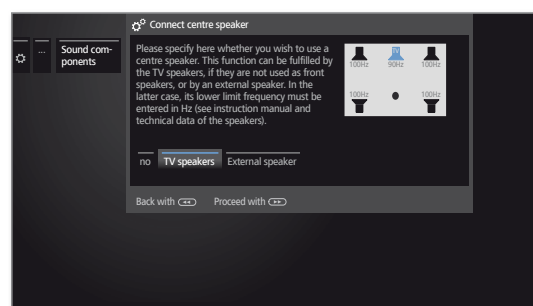 Connect centre speaker
... Sound com-
ponents
Please specify here whether you wish to use a
centre speaker. This function can be fulfilled by
the TV speakers, if they are not used as front
speakers, or by an external speaker. In the
latter case, its lower limit frequency must be
entered in Hz (see instruction manual and
technical data of the speakers).
TV
100Hz 90Hz 100Hz
100Hz 100Hz
no TV speakers External speaker
Back with Proceed with